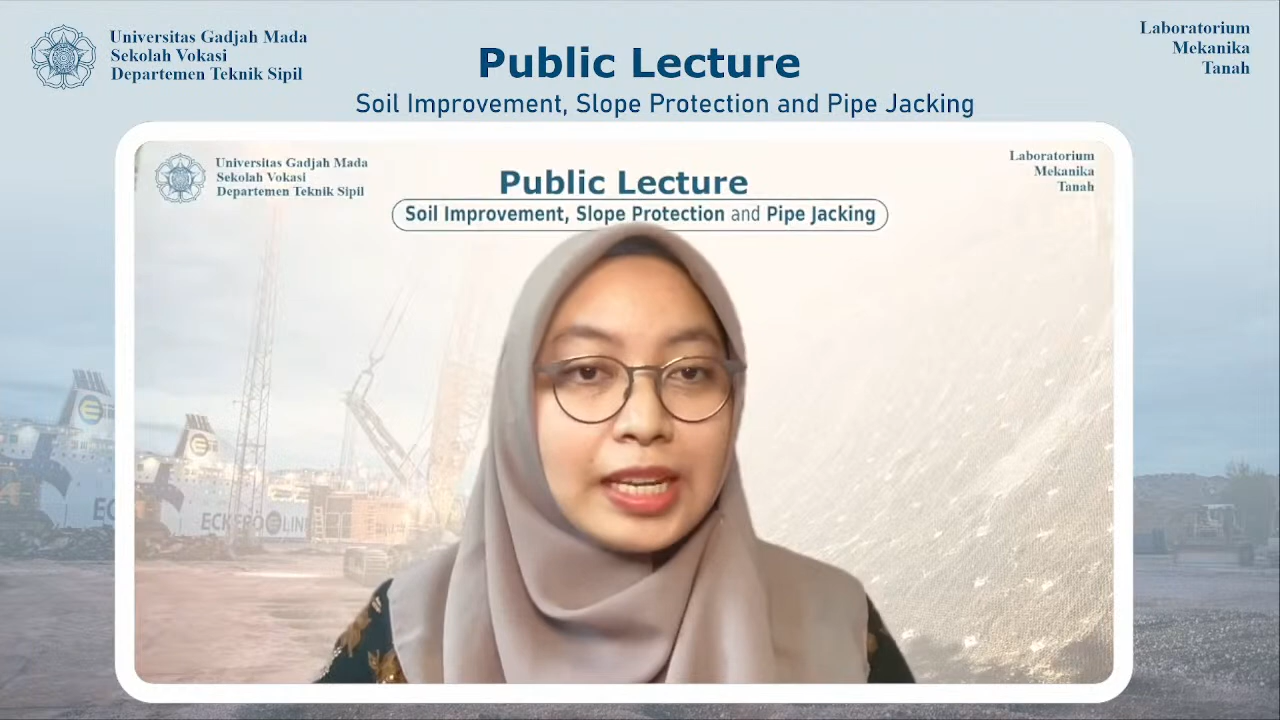 Universitas Gadjah Mada
Sekolah Vokasi
Departemen Teknik Sipil
Public Lecture
Soil Improvement, Slope Protection and Pipe Jacking
Laboratorium
Mekanika
Tanah
Universitas Gadjah Mada
Sekolah Vokasi
Departemen Teknik Sipil
Public Lecture
Soil Improvement, Slope Protection and Pipe Jacking
Laboratorium
Mekanika
Tanah
ECKERÖ LINE